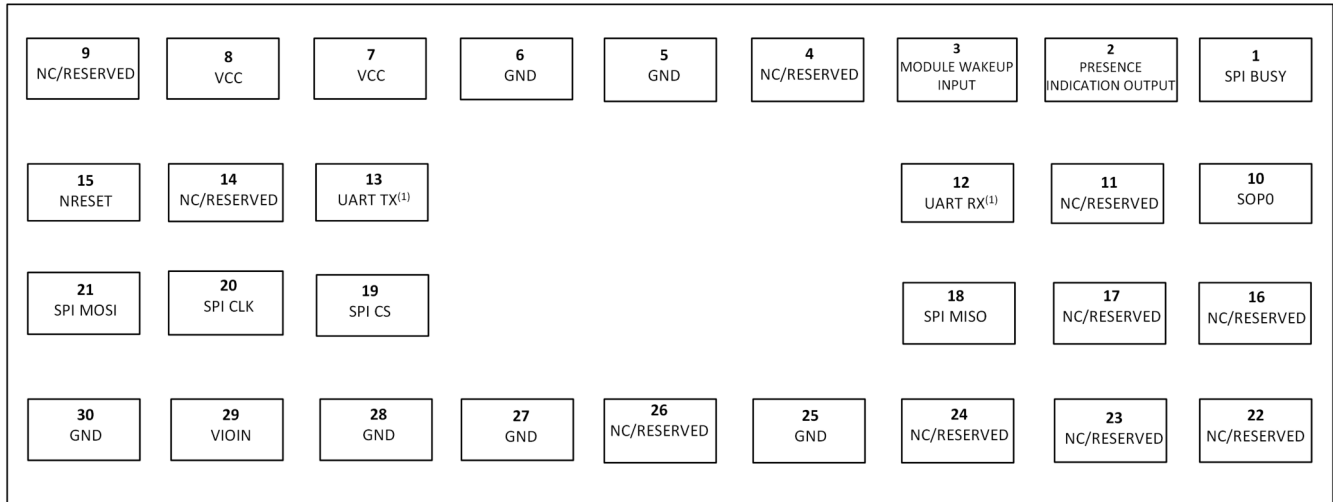 9
NC/RESERVED
8
VCC
7
VCC
6
GND
5
GND
4
NC/RESERVED
3
MODULE WAKEUP
INPUT
2
PRESENCE
INDICATION OUTPUT
1
SPI BUSY
15
NRESET
14
NC/RESERVED
13
UART TX(1)
12
UART RX(1)
11
NC/RESERVED
10
SOP0
21
SPI MOSI
20
SPI CLK
19
SPI CS
18
SPI MISO
17
NC/RESERVED
16
NC/RESERVED
30
GND
29
VIOIN
28
GND
27
GND
26
NC/RESERVED
25
GND
24
NC/RESERVED
23
NC/RESERVED
22
NC/RESERVED